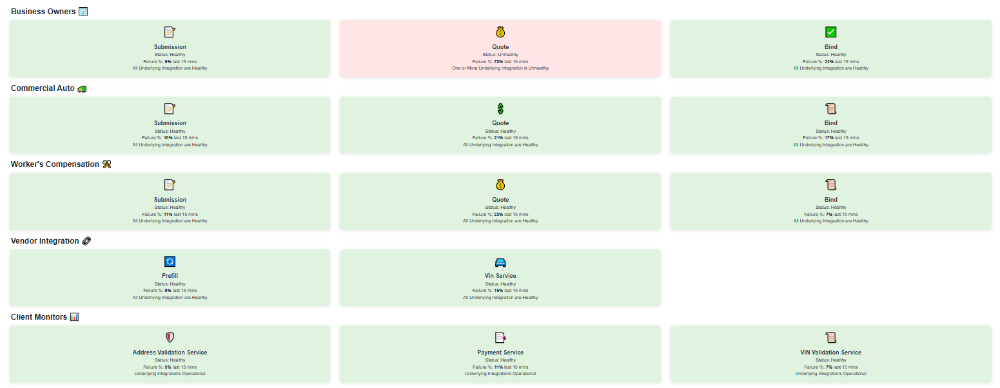 Business Owners
Submission
Status: Healthy
Failure %: 9% last 15 mins
All Underlying Integration are Healthy
Quote
Status: Unhealthy
Failure %: 73% last 15 mins
One or More Underlying Integration is Unhealthy
Bind
Status: Healthy
Failure %: 22% last 15 mins
All Underlying Integration are Healthy
Commercial Auto
Submission
Status: Healthy
Failure %: 10% last 15 mins
All Underlying Integration are Healthy
Quote
Status: Healthy
Failure %: 21% last 15 mins
All Underlying Integration are Healthy
Bind
Status: Healthy
Failure %: 17% last 15 mins
All Underlying Integration are Healthy
Worker's Compensation
Submission
Status: Healthy
Failure %: 11% last 15 mins
All Underlying Integration are Healthy
Quote
Status: Healthy
Failure %: 22% last 15 mins
All Underlying Integration are Healthy
Bind
Status: Healthy
Failure %: 7% last 15 mins
All Underlying Integration are Healthy
Vendor Integration
Prefill
Status: Healthy
Failure %: 9% last 15 mins
All Underlying Integration are Healthy
Vin Service
Status: Healthy
Failure %: 16% last 15 mins
All Underlying Integration are Healthy
Client Monitors
Address Validation Service
Status: Healthy
Failure %: 3% last 15 mins
Underlying Integrations Operational
Payment Service
Status: Healthy
Failure %: 11% last 15 mins
Underlying Integrations Operational
VIN Validation Service
Status: Healthy
Failure %: 7% last 15 mins
Underlying Integrations Operational